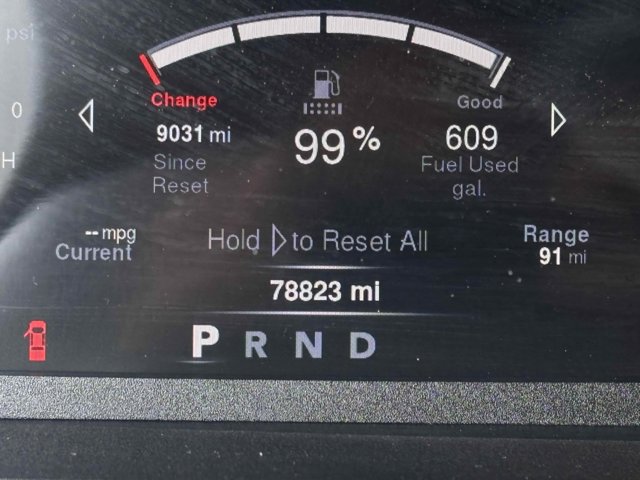 psi
Change
Good
0
9031 mi
99%
609
H
Since
Reset
Fuel Used
gal.
-- mpg
Current
Hold ▷ to Reset All
Range
91 mi
78823 mi
P R N D